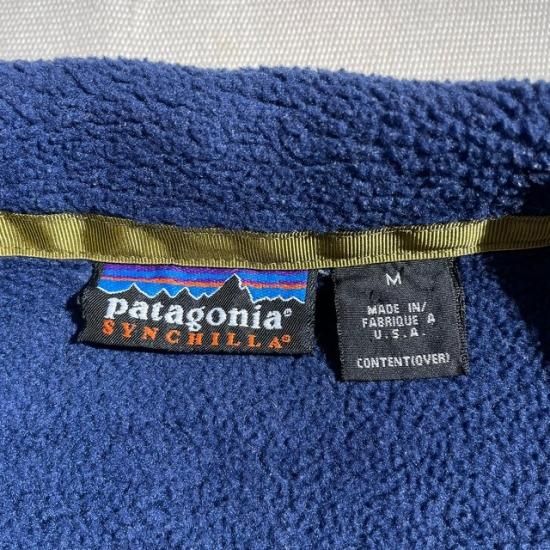 patagonia®
SYNCHILLA®
M
MADE IN/
FABRIQUE A
U.S.A.
CONTENT(OVER)